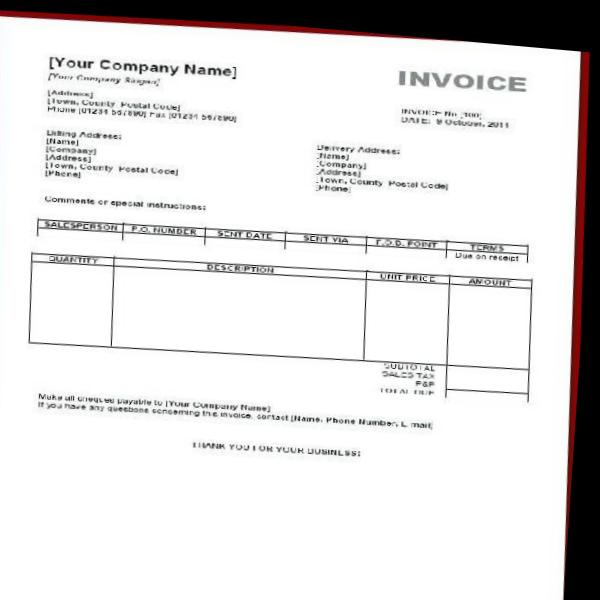 [Your Company Name]
[Your Company Slogan]
INVOICE
[Address]
[Town, County Postal Code]
Phone [01234 567890] Fax [01234 567890]
INVOICE No [100]
DATE: 9 October, 2011
Billing Address:
[Name]
[Company]
[Address]
[Town, County Postal Code]
[Phone]
Delivery Address:
[Name]
[Company]
[Address]
[Town, County Postal Code]
[Phone]
Comments or special instructions:
SALESPERSON P.O. NUMBER SENT DATE SENT VIA F.O.B. POINT TERMS
Due on receipt
QUANTITY DESCRIPTION UNIT PRICE AMOUNT
SUBTOTAL
SALES TAX
P&P
TOTAL DUE
Make all cheques payable to [Your Company Name]
If you have any questions concerning this invoice, contact [Name, Phone Number, E-mail]
THANK YOU FOR YOUR BUSINESS!